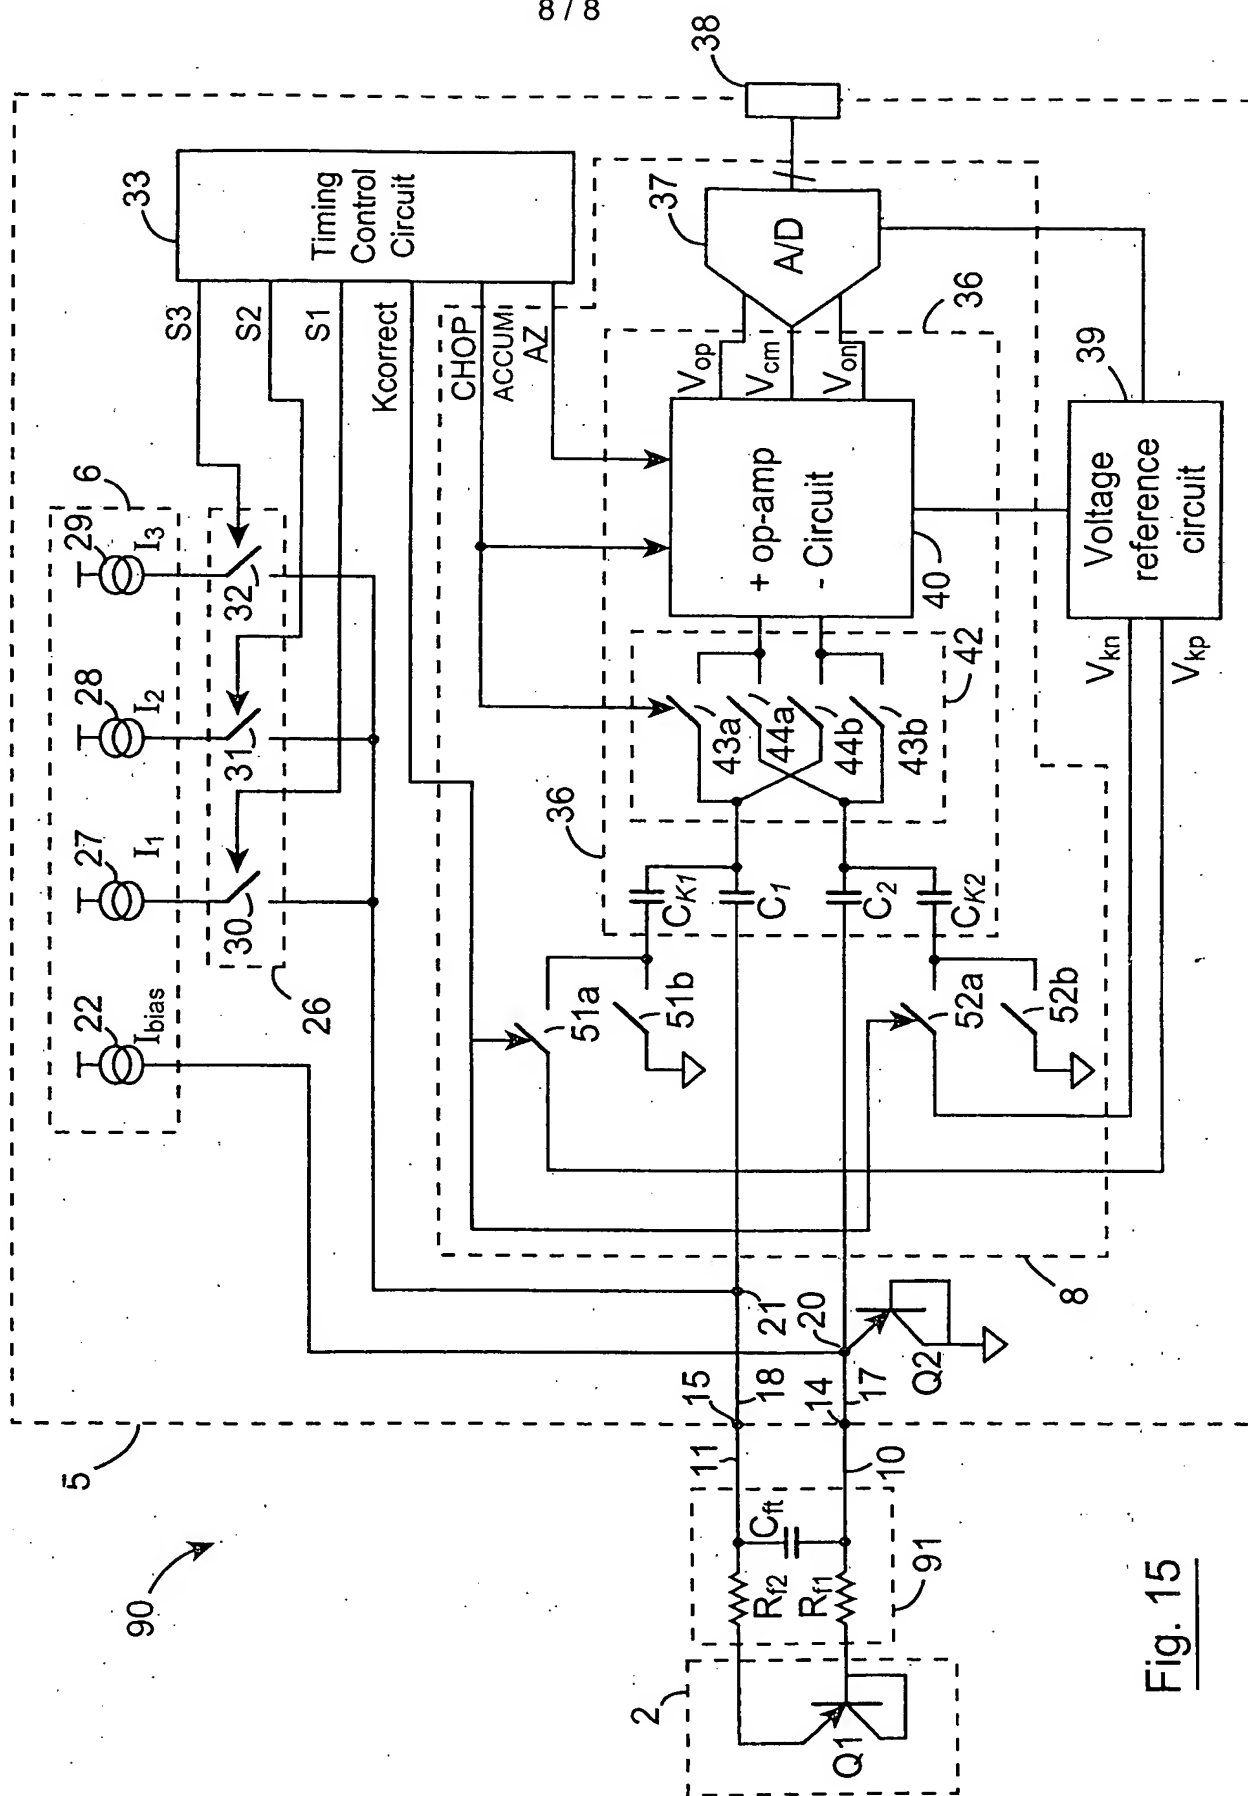 8 / 8
38
33
Timing
Control
Circuit
S3
S2
S1
Kcorrect
CHOP
ACCUM
AZ
37
A/D
36
Vop
Vcm
Von
39
Voltage
reference
circuit
Vkn
Vkp
6
29
I3
28
I2
27
I1
22
Ibias
32
31
30
26
+ op-amp
- Circuit
40
42
43a
44a
44b
43b
36
CK1
C1
C2
CK2
51a
51b
52a
52b
8
21
20
Q2
15
18
14
17
5
11
10
Cft
Rf2
Rf1
91
90
2
Q1
Fig. 15